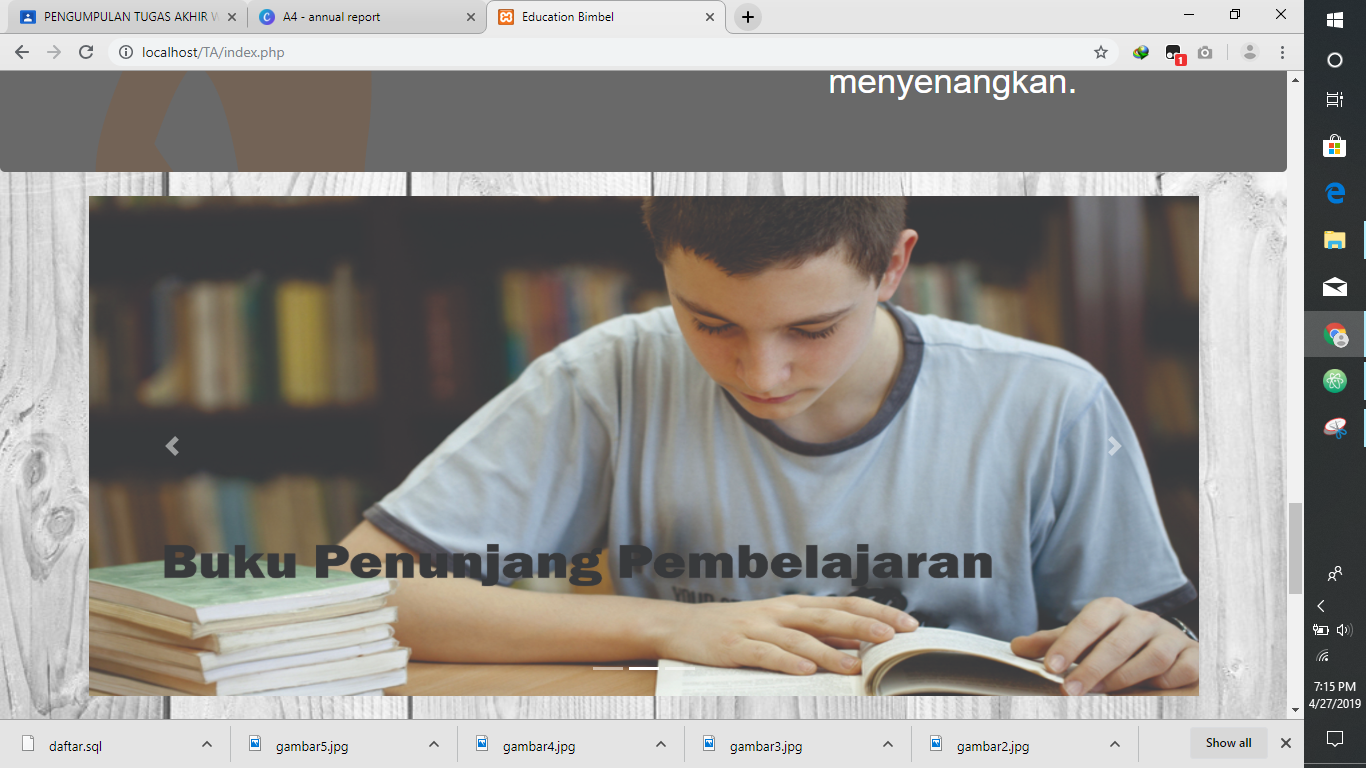 PENGUMPULAN TUGAS AKHIR
A4 - annual report
Education Bimbel
localhost/TA/index.php
1
menyenangkan.
Buku Penunjang Pembelajaran
YOUR
7:15 PM
4/27/2019
daftar.sql
gambar5.jpg
gambar4.jpg
gambar3.jpg
gambar2.jpg
Show all